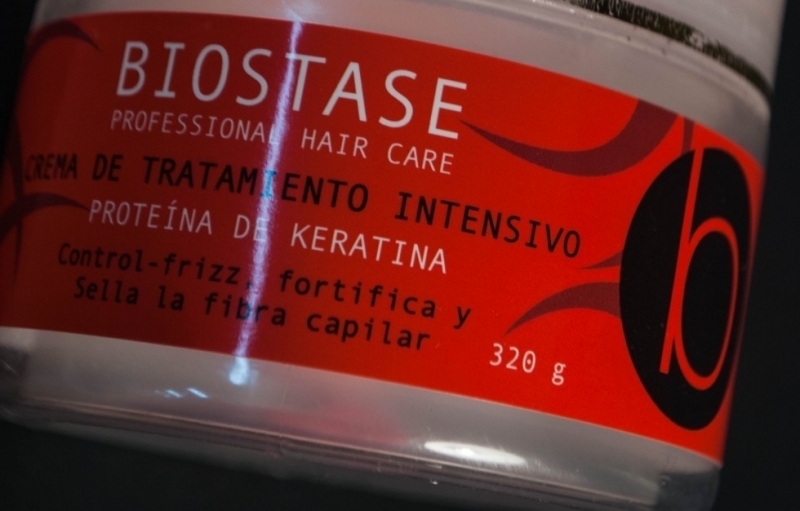 BIOSTASE
PROFESSIONAL HAIR CARE
CREMA DE TRATAMIENTO INTENSIVO
PROTEÍNA DE KERATINA
Control-frizz, fortifica y
Sella la fibra capilar
320 g
b